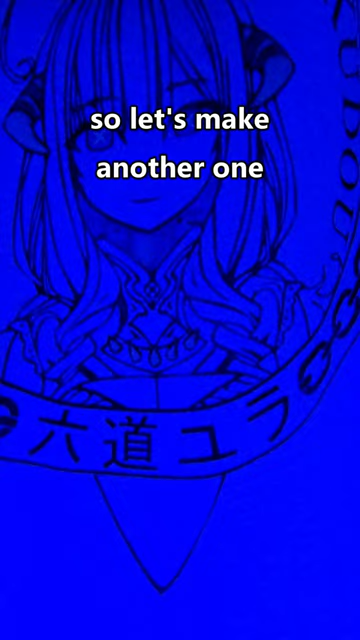 so let's make
another one
六道ユラ